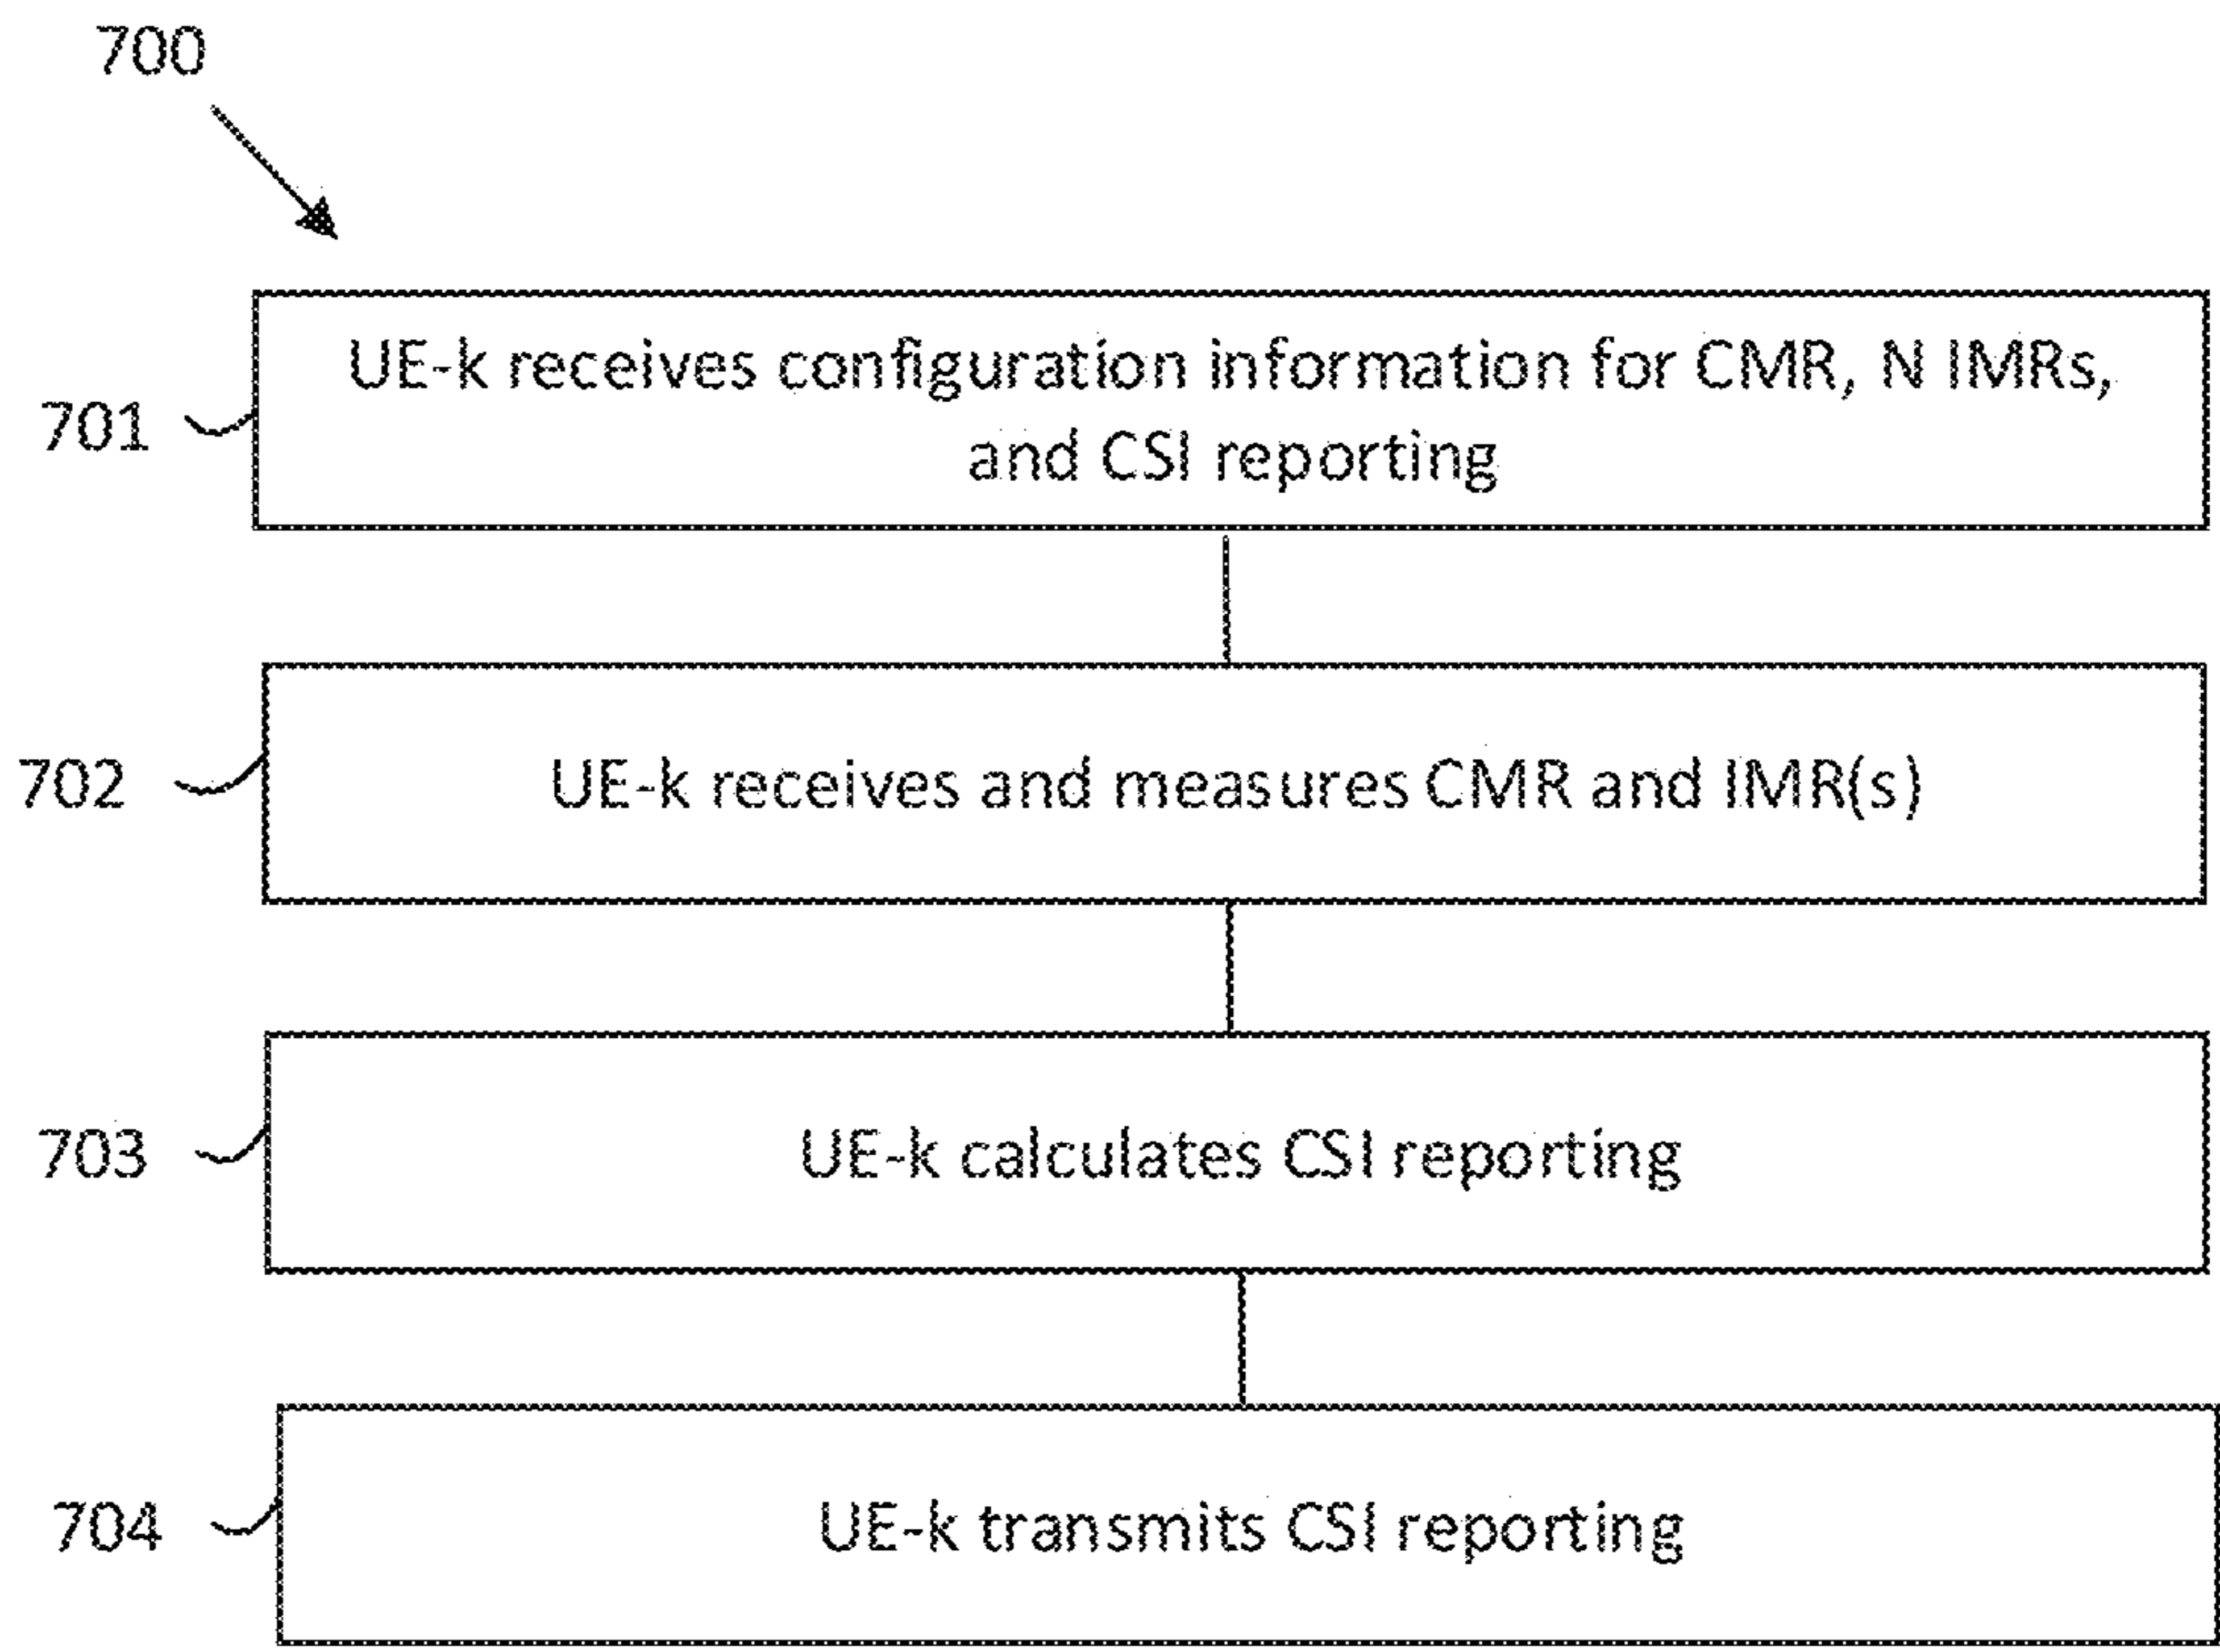 700
701
UE-k receives configuration information for CMR, N IMRs,
and CSI reporting
702
UE-k receives and measures CMR and IMR(s)
703
UE-k calculates CSI reporting
704
UE-k transmits CSI reporting